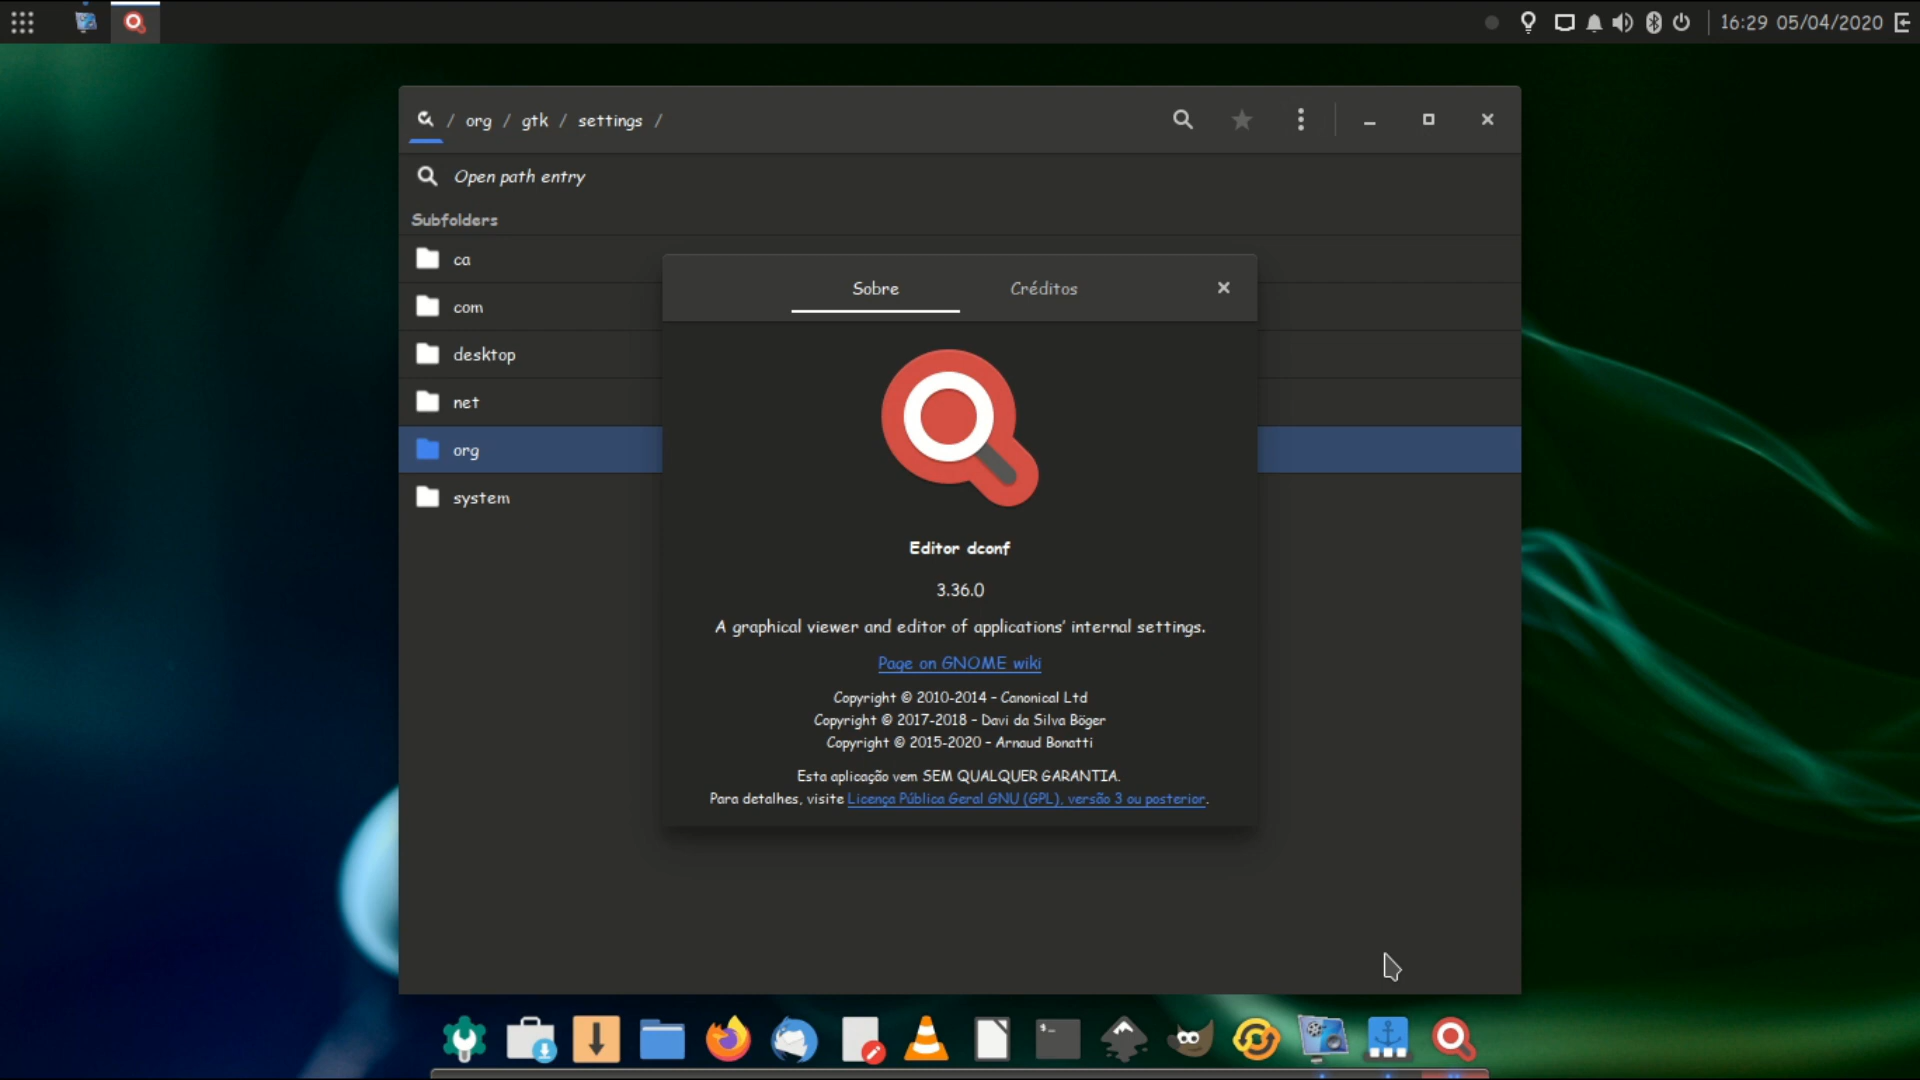 16:29 05/04/2020
/ org / gtk / settings /
Open path entry
Subfolders
ca
com
desktop
net
org
system
Sobre
Créditos
Editor dconf
3.36.0
A graphical viewer and editor of applications’ internal settings.
Page on GNOME wiki
Copyright © 2010-2014 – Canonical Ltd
Copyright © 2017-2018 – Davi da Silva Böger
Copyright © 2015-2020 – Arnaud Bonatti
Esta aplicação vem SEM QUALQUER GARANTIA.
Para detalhes, visite Licença Pública Geral GNU (GPL), versão 3 ou posterior.